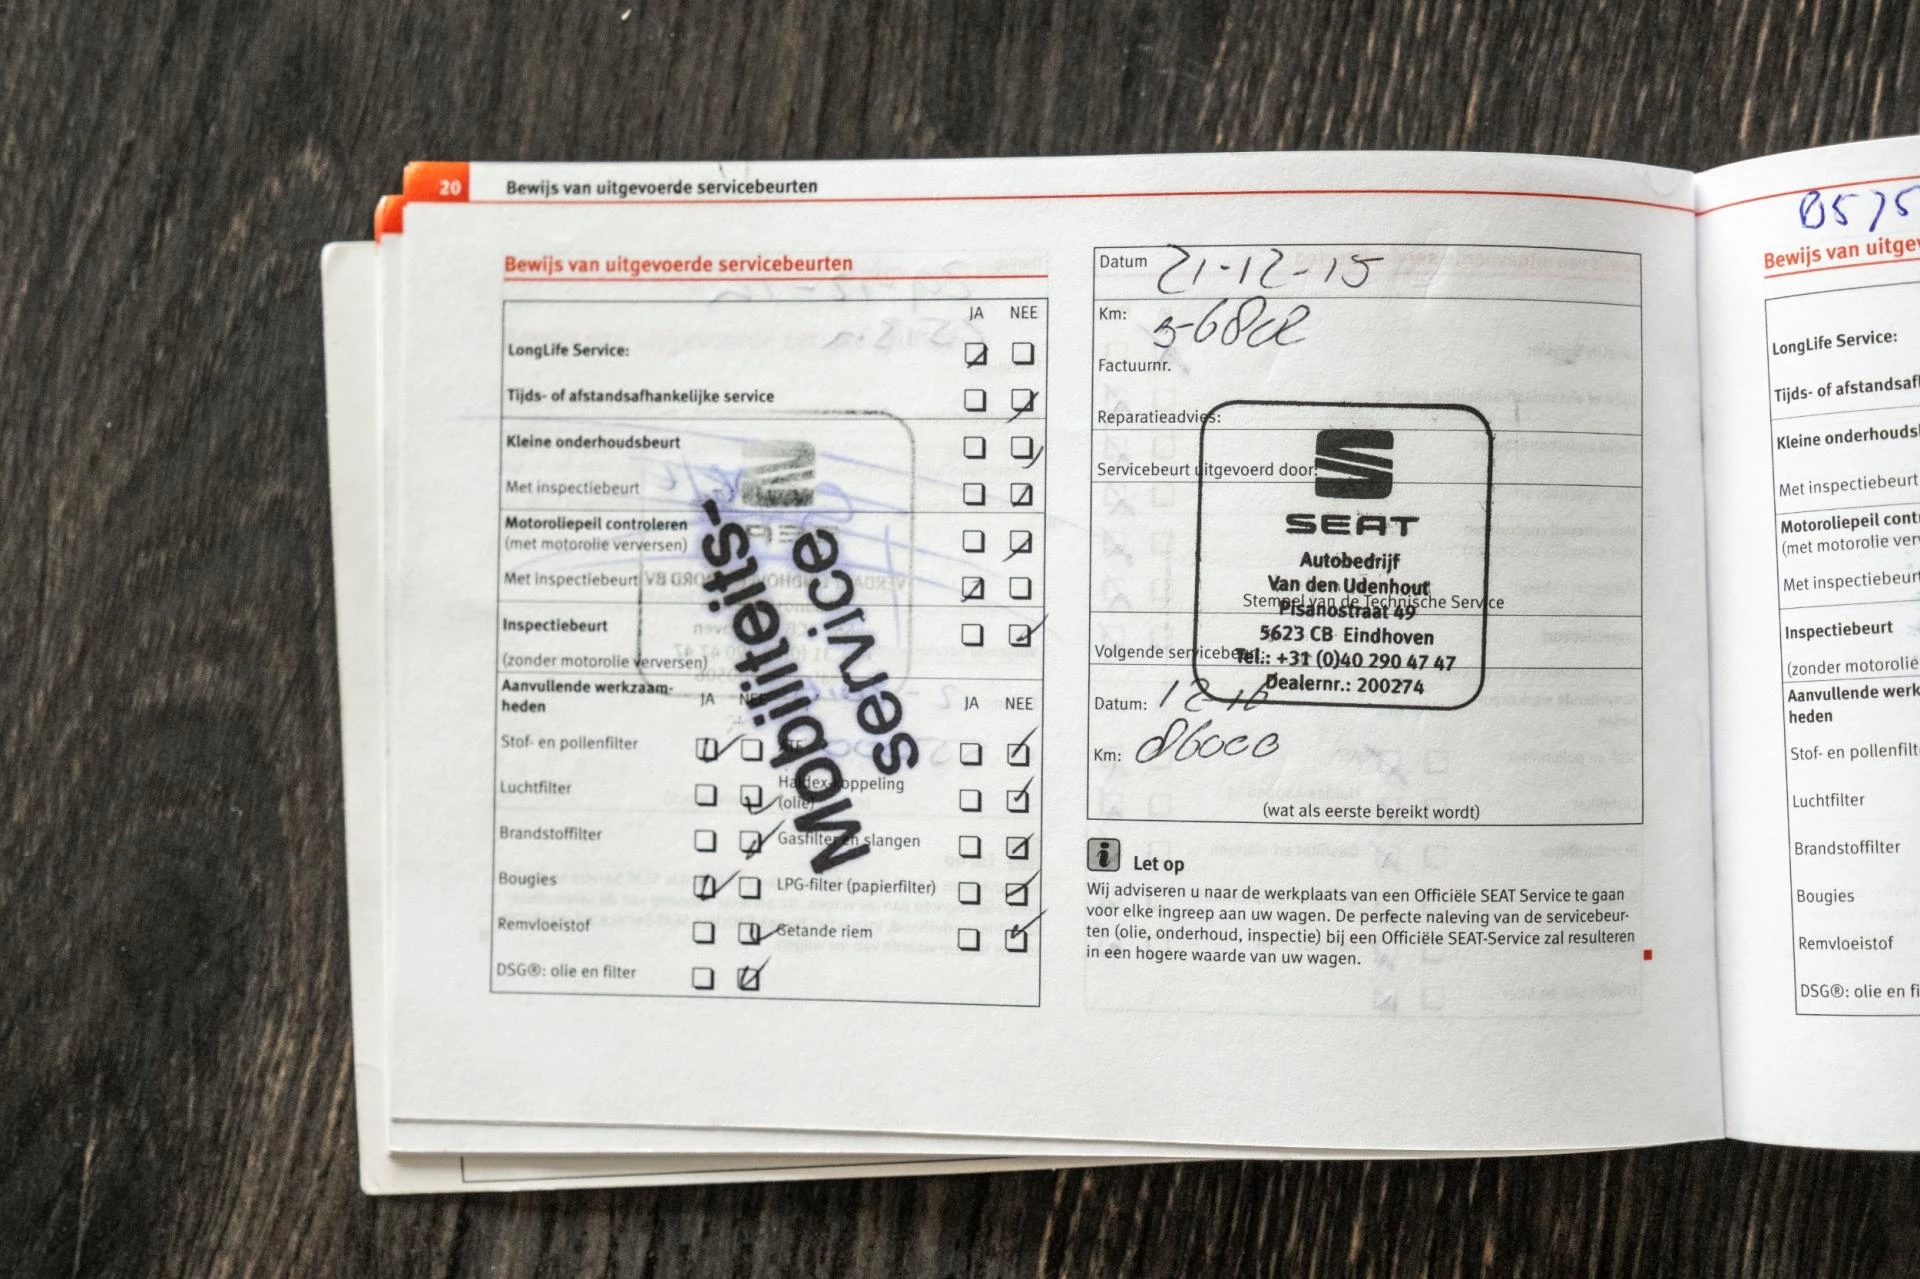 20 Bewijs van uitgevoerde servicebeurten
Bewijs van uitgevoerde servicebeurten
JA NEE
LongLife Service:
Tijds- of afstandsafhankelijke service
Kleine onderhoudsbeurt
Met inspectiebeurt
Motoroliepeil controleren
(met motorolie verversen)
Met inspectiebeurt
Inspectiebeurt
(zonder motorolie verversen)
Aanvullende werkzaam-
heden
JA NEE
JA NEE
Stof- en pollenfilter
Luchtfilter
Haldex-koppeling
(olie)
Brandstoffilter
Gasfilter en slangen
Bougies
LPG-filter (papierfilter)
Remvloeistof
Getande riem
DSG®: olie en filter
Mobiliteits-
service
Datum 21-12-15
Km:
Factuurnr.
Reparatieadvies:
Servicebeurt uitgevoerd door:
SEAT
Autobedrijf
Van den Udenhout
Stempel van de Technische Service
Pisanostraat 49
5623 CB Eindhoven
Volgende servicebeurt
Tel.: +31 (0)40 290 47 47
Dealernr.: 200274
Datum: 12-16
Km: 86000
(wat als eerste bereikt wordt)
i Let op
Wij adviseren u naar de werkplaats van een Officiële SEAT Service te gaan
voor elke ingreep aan uw wagen. De perfecte naleving van de servicebeur-
ten (olie, onderhoud, inspectie) bij een Officiële SEAT-Service zal resulteren
in een hogere waarde van uw wagen.
Bewijs van uitgev
LongLife Service:
Tijds- of afstandsaf
Kleine onderhouds
Met inspectiebeurt
Motoroliepeil cont
(met motorolie ver
Met inspectiebeurt
Inspectiebeurt
(zonder motorolie
Aanvullende werk
heden
Stof- en pollenfilt
Luchtfilter
Brandstoffilter
Bougies
Remvloeistof
DSG®: olie en fi